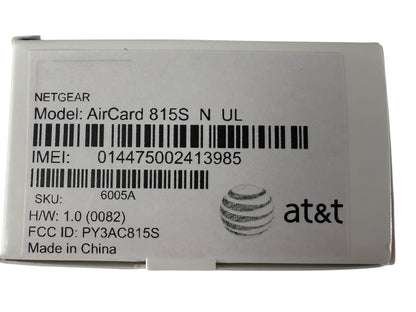 NETGEAR
Model: AirCard 815S N UL
IMEI: 014475002413985
SKU: 6005A
H/W: 1.0 (0082)
FCC ID: PY3AC815S
Made in China
at&t